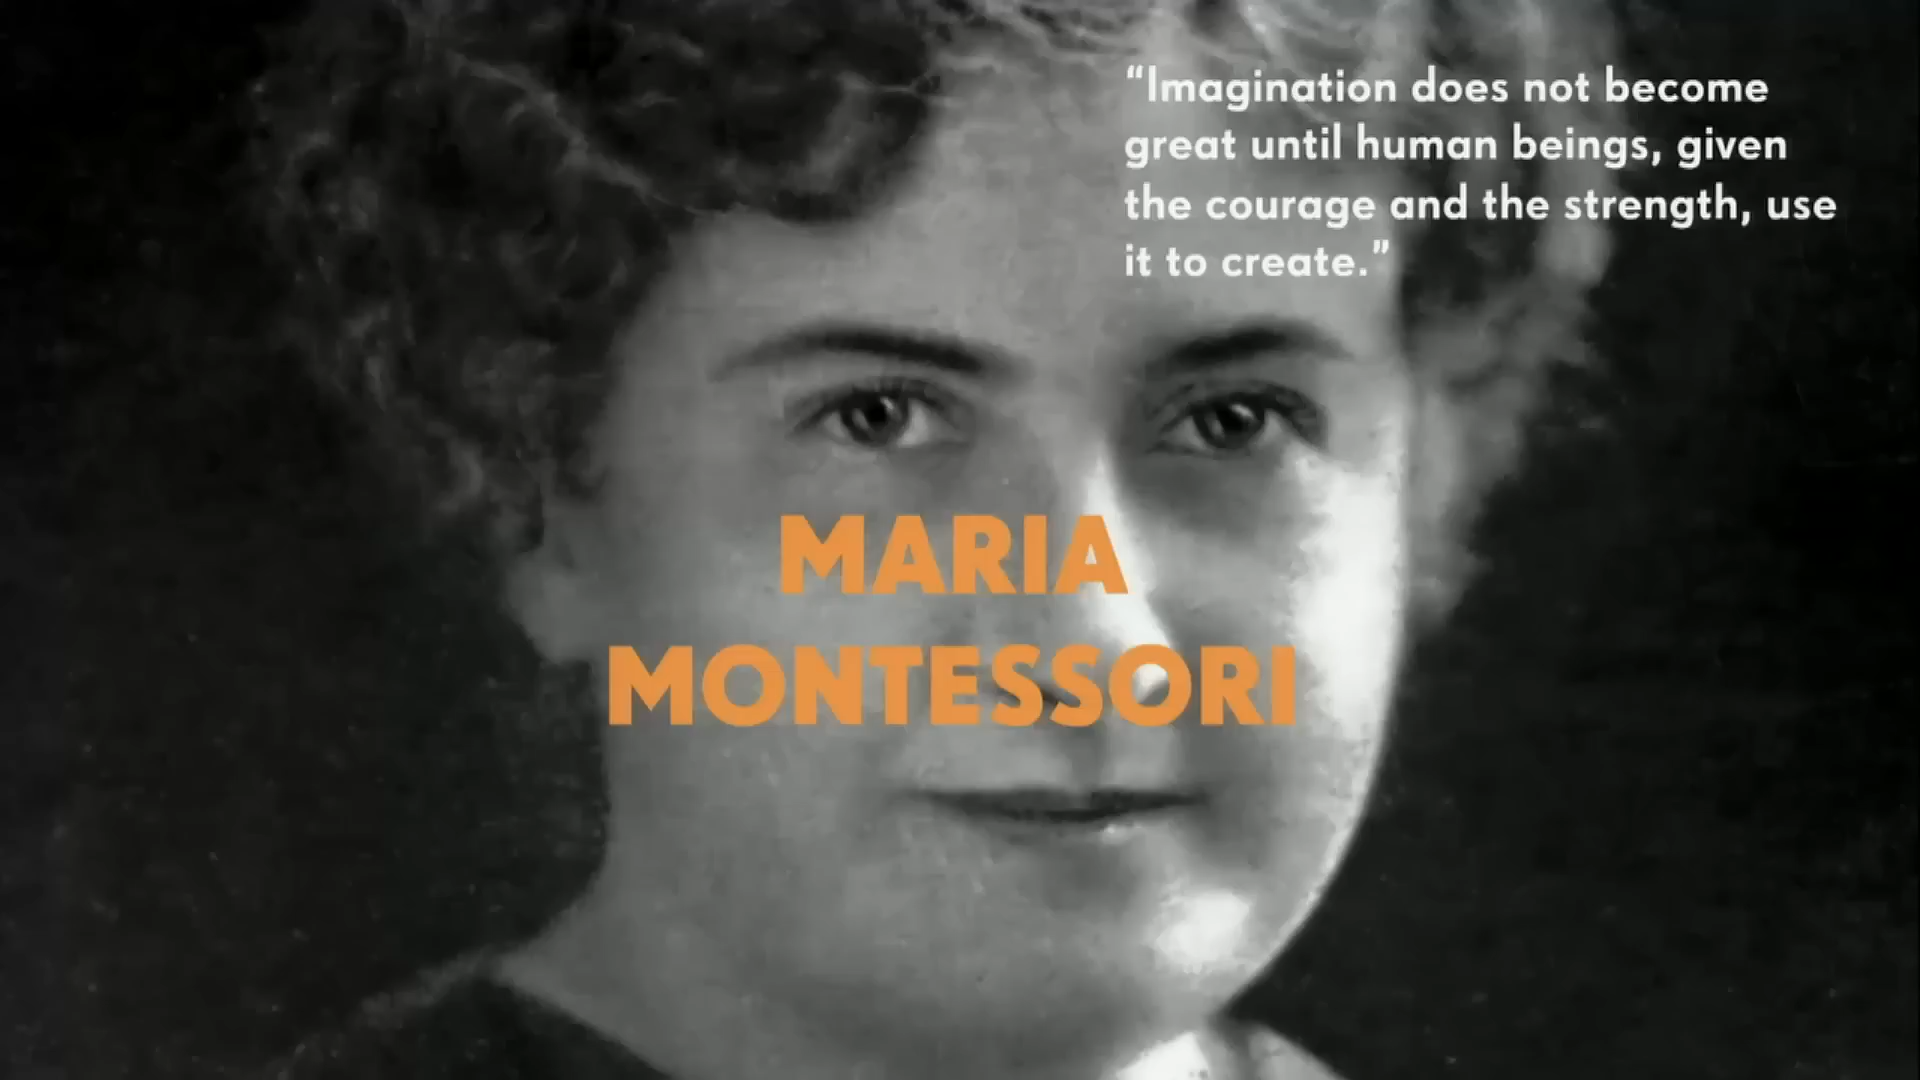 “Imagination does not become
great until human beings, given
the courage and the strength, use
it to create.”
MARIA
MONTESSORI